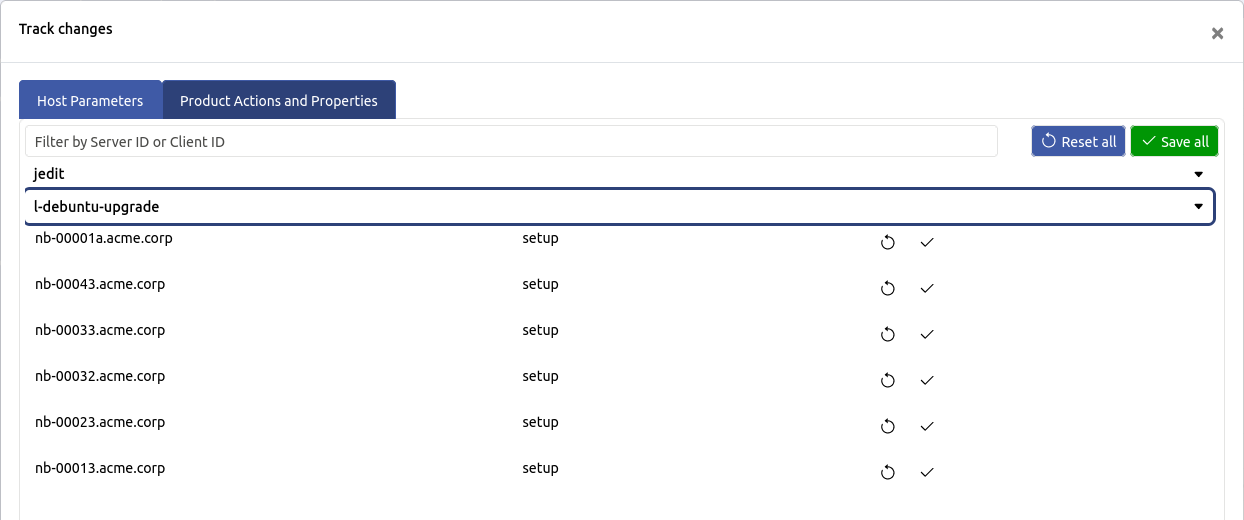 Track changes
Host Parameters
Product Actions and Properties
Filter by Server ID or Client ID
Reset all
Save all
jedit
l-debuntu-upgrade
nb-00001a.acme.corp setup
nb-00043.acme.corp setup
nb-00033.acme.corp setup
nb-00032.acme.corp setup
nb-00023.acme.corp setup
nb-00013.acme.corp setup